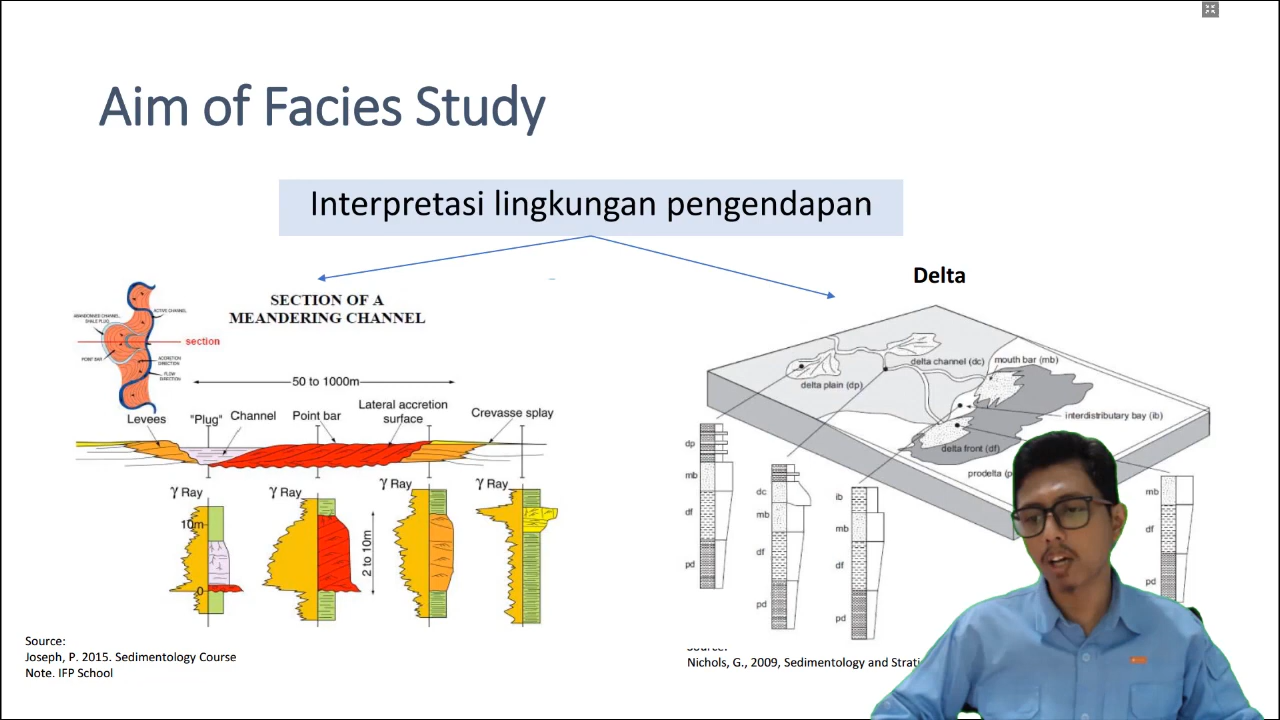 Aim of Facies Study
Interpretasi lingkungan pengendapan
SECTION OF A
MEANDERING CHANNEL
ABANDONNED CHANNEL,
SHALE PLUG
ACTIVE CHANNEL
section
POINT BAR
ACCRETION
DIRECTION
FLOW
DIRECTION
50 to 1000m
Levees
"Plug"
Channel
Point bar
Lateral accretion
surface
Crevasse splay
γ Ray
γ Ray
γ Ray
γ Ray
10m
0
2 to 10m
Source:
Joseph, P. 2015. Sedimentology Course
Note. IFP School
Delta
delta plain (dp)
delta channel (dc)
mouth bar (mb)
interdistributary bay (ib)
delta front (df)
prodelta
dp
mb
df
pd
dc
mb
df
pd
ib
mb
df
pd
mb
df
pd
Nichols, G., 2009, Sedimentology and